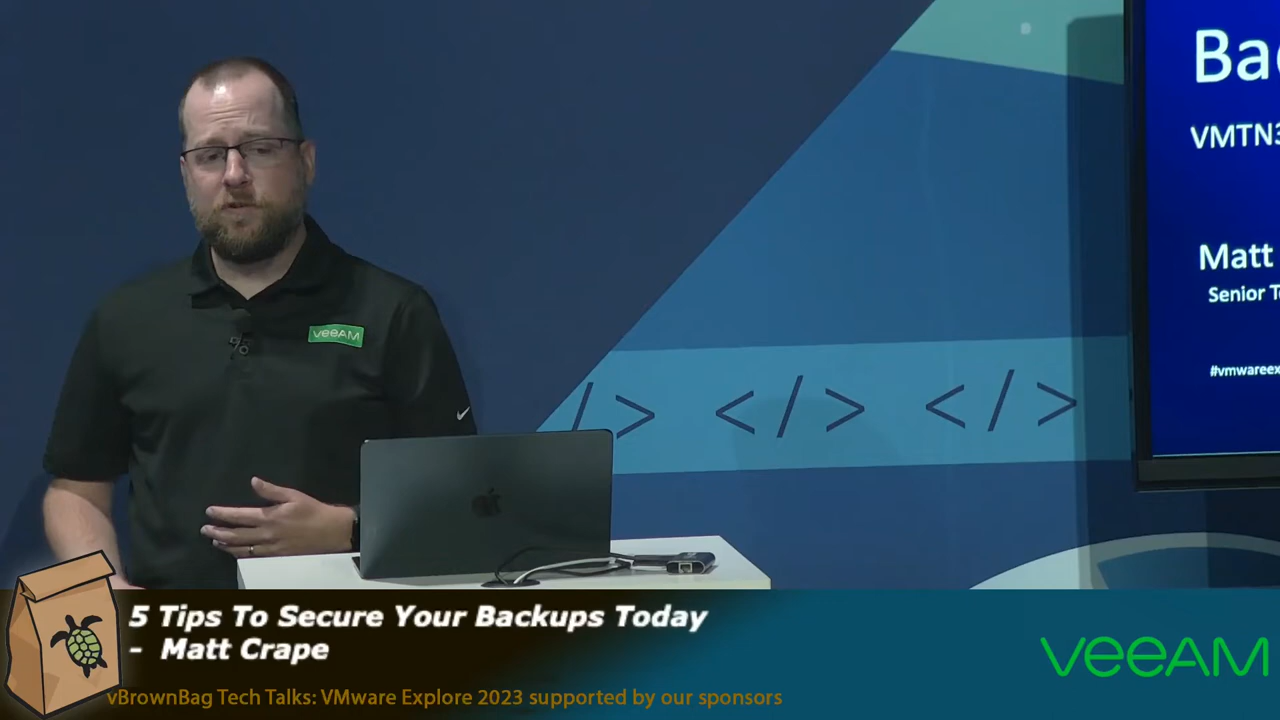 Ba
VMTN3
Matt
Senior T
#vmwareex
veeAM
</> </> </>
5 Tips To Secure Your Backups Today
- Matt Crape
veeAM
vBrownBag Tech Talks: VMware Explore 2023 supported by our sponsors